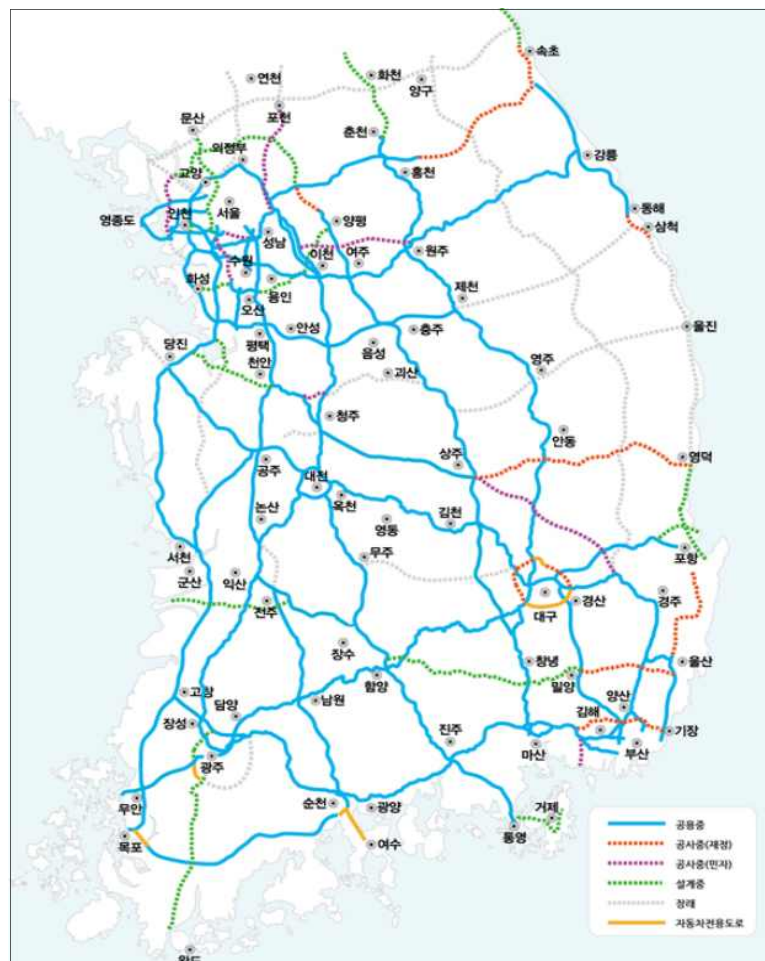 속초
연천
화천
양구
포천
문산
춘천
의정부
강릉
홍천
고양
서울
동해
양평
영종도
인천
삼척
성남
원주
수원
이천
여주
화성
용인
제천
오산
안성
충주
울진
평택
음성
당진
천안
영주
괴산
청주
안동
상주
영덕
공주
대천
옥천
논산
김천
영동
서천
무주
포항
군산
익산
경산
경주
전주
대구
장수
창녕
울산
함양
밀양
고창
남원
양산
담양
김해
장성
진주
기장
마산
부산
광주
무안
순천
광양
거제
목포
통영
여수
공용중
공사중(재정)
공사중(민자)
설계중
장래
자동차전용도로